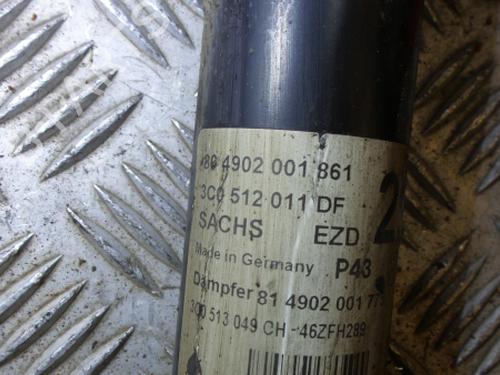 4902 001 861
3C0 512 011 DF
SACHS EZD 2
Made in Germany P43
Dämpfer 81 4902 001
3C0 513 049 CH -46ZFH289